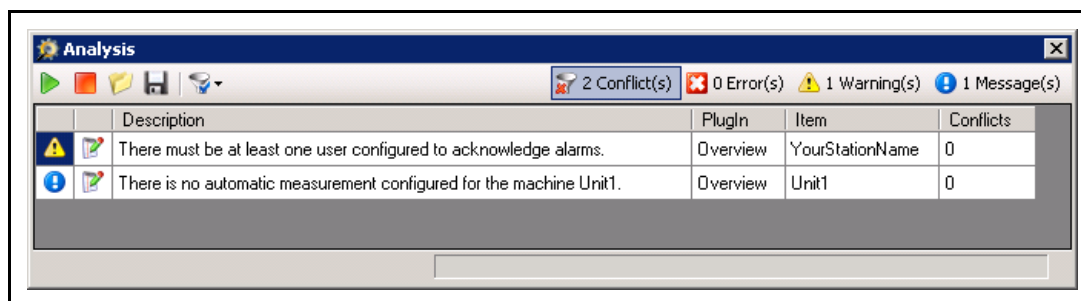 Analysis
2 Conflict(s) 0 Error(s) 1 Warning(s) 1 Message(s)
Description PlugIn Item Conflicts
There must be at least one user configured to acknowledge alarms. Overview YourStationName 0
There is no automatic measurement configured for the machine Unit1. Overview Unit1 0